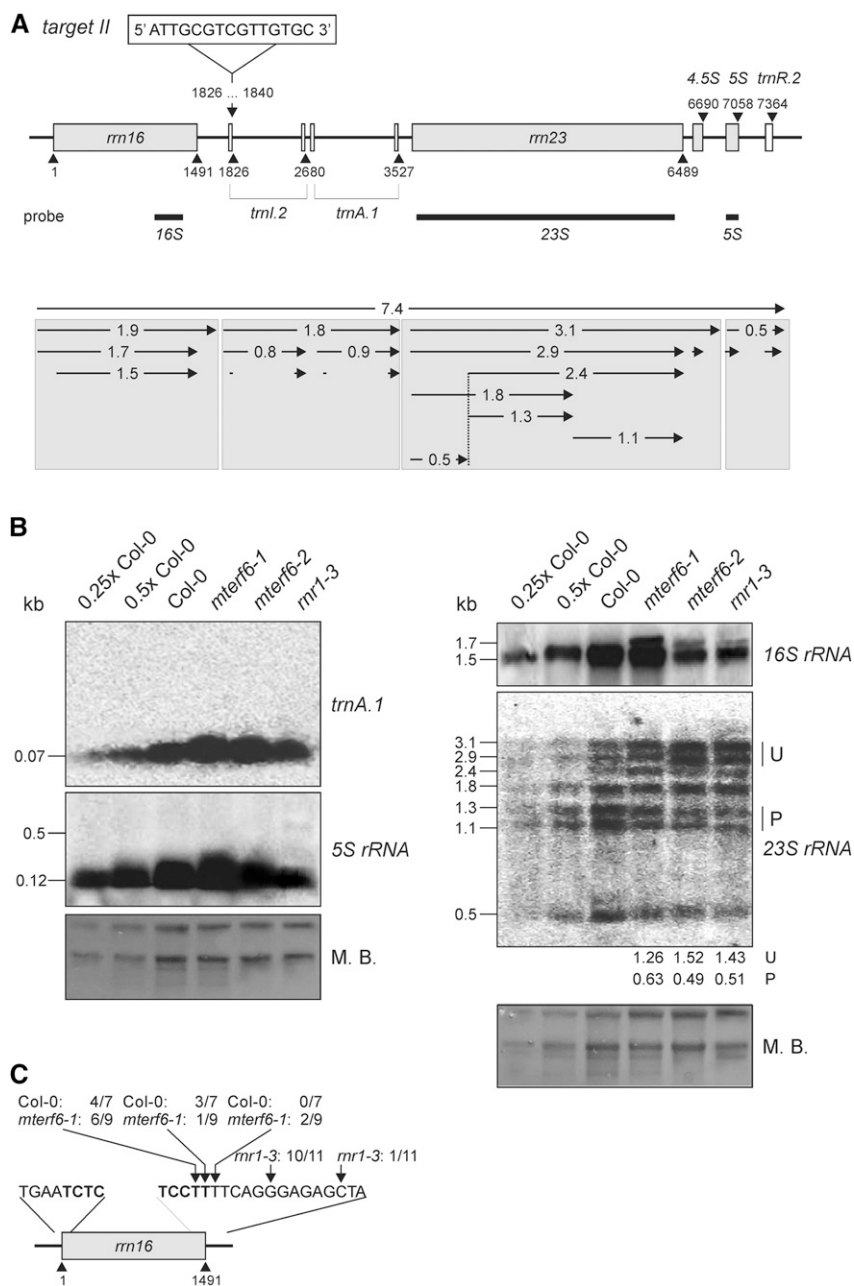 A target II
5' ATTGCGTCGTTGTGC 3'
1826 ... 1840
4.5S 5S trnR.2
6690 7058 7364
rrn16 rrn23
1 1491 1826 2680 3527 6489
trnI.2 trnA.1
probe
16S 23S 5S
7.4
1.9 1.8 3.1 0.5
1.7 0.8 0.9 2.9
1.5 2.4
1.8
1.3
1.1
0.5
B
0.25x Col-0 0.5x Col-0 Col-0 mterf6-1 mterf6-2 rnr1-3
kb
trnA.1
0.07
0.5
5S rRNA
0.12
M. B.
0.25x Col-0 0.5x Col-0 Col-0 mterf6-1 mterf6-2 rnr1-3
kb
1.7
1.5
16S rRNA
3.1
2.9
U
2.4
1.8
1.3
P
1.1
23S rRNA
0.5
1.26 1.52 1.43 U
0.63 0.49 0.51 P
M. B.
C
Col-0: 4/7 Col-0: 3/7 Col-0: 0/7
mterf6-1: 6/9 mterf6-1: 1/9 mterf6-1: 2/9
rnr1-3: 10/11 rnr1-3: 1/11
TGAATCTC TCCTTTTCAGGGAGAGCTA
rrn16
1 1491